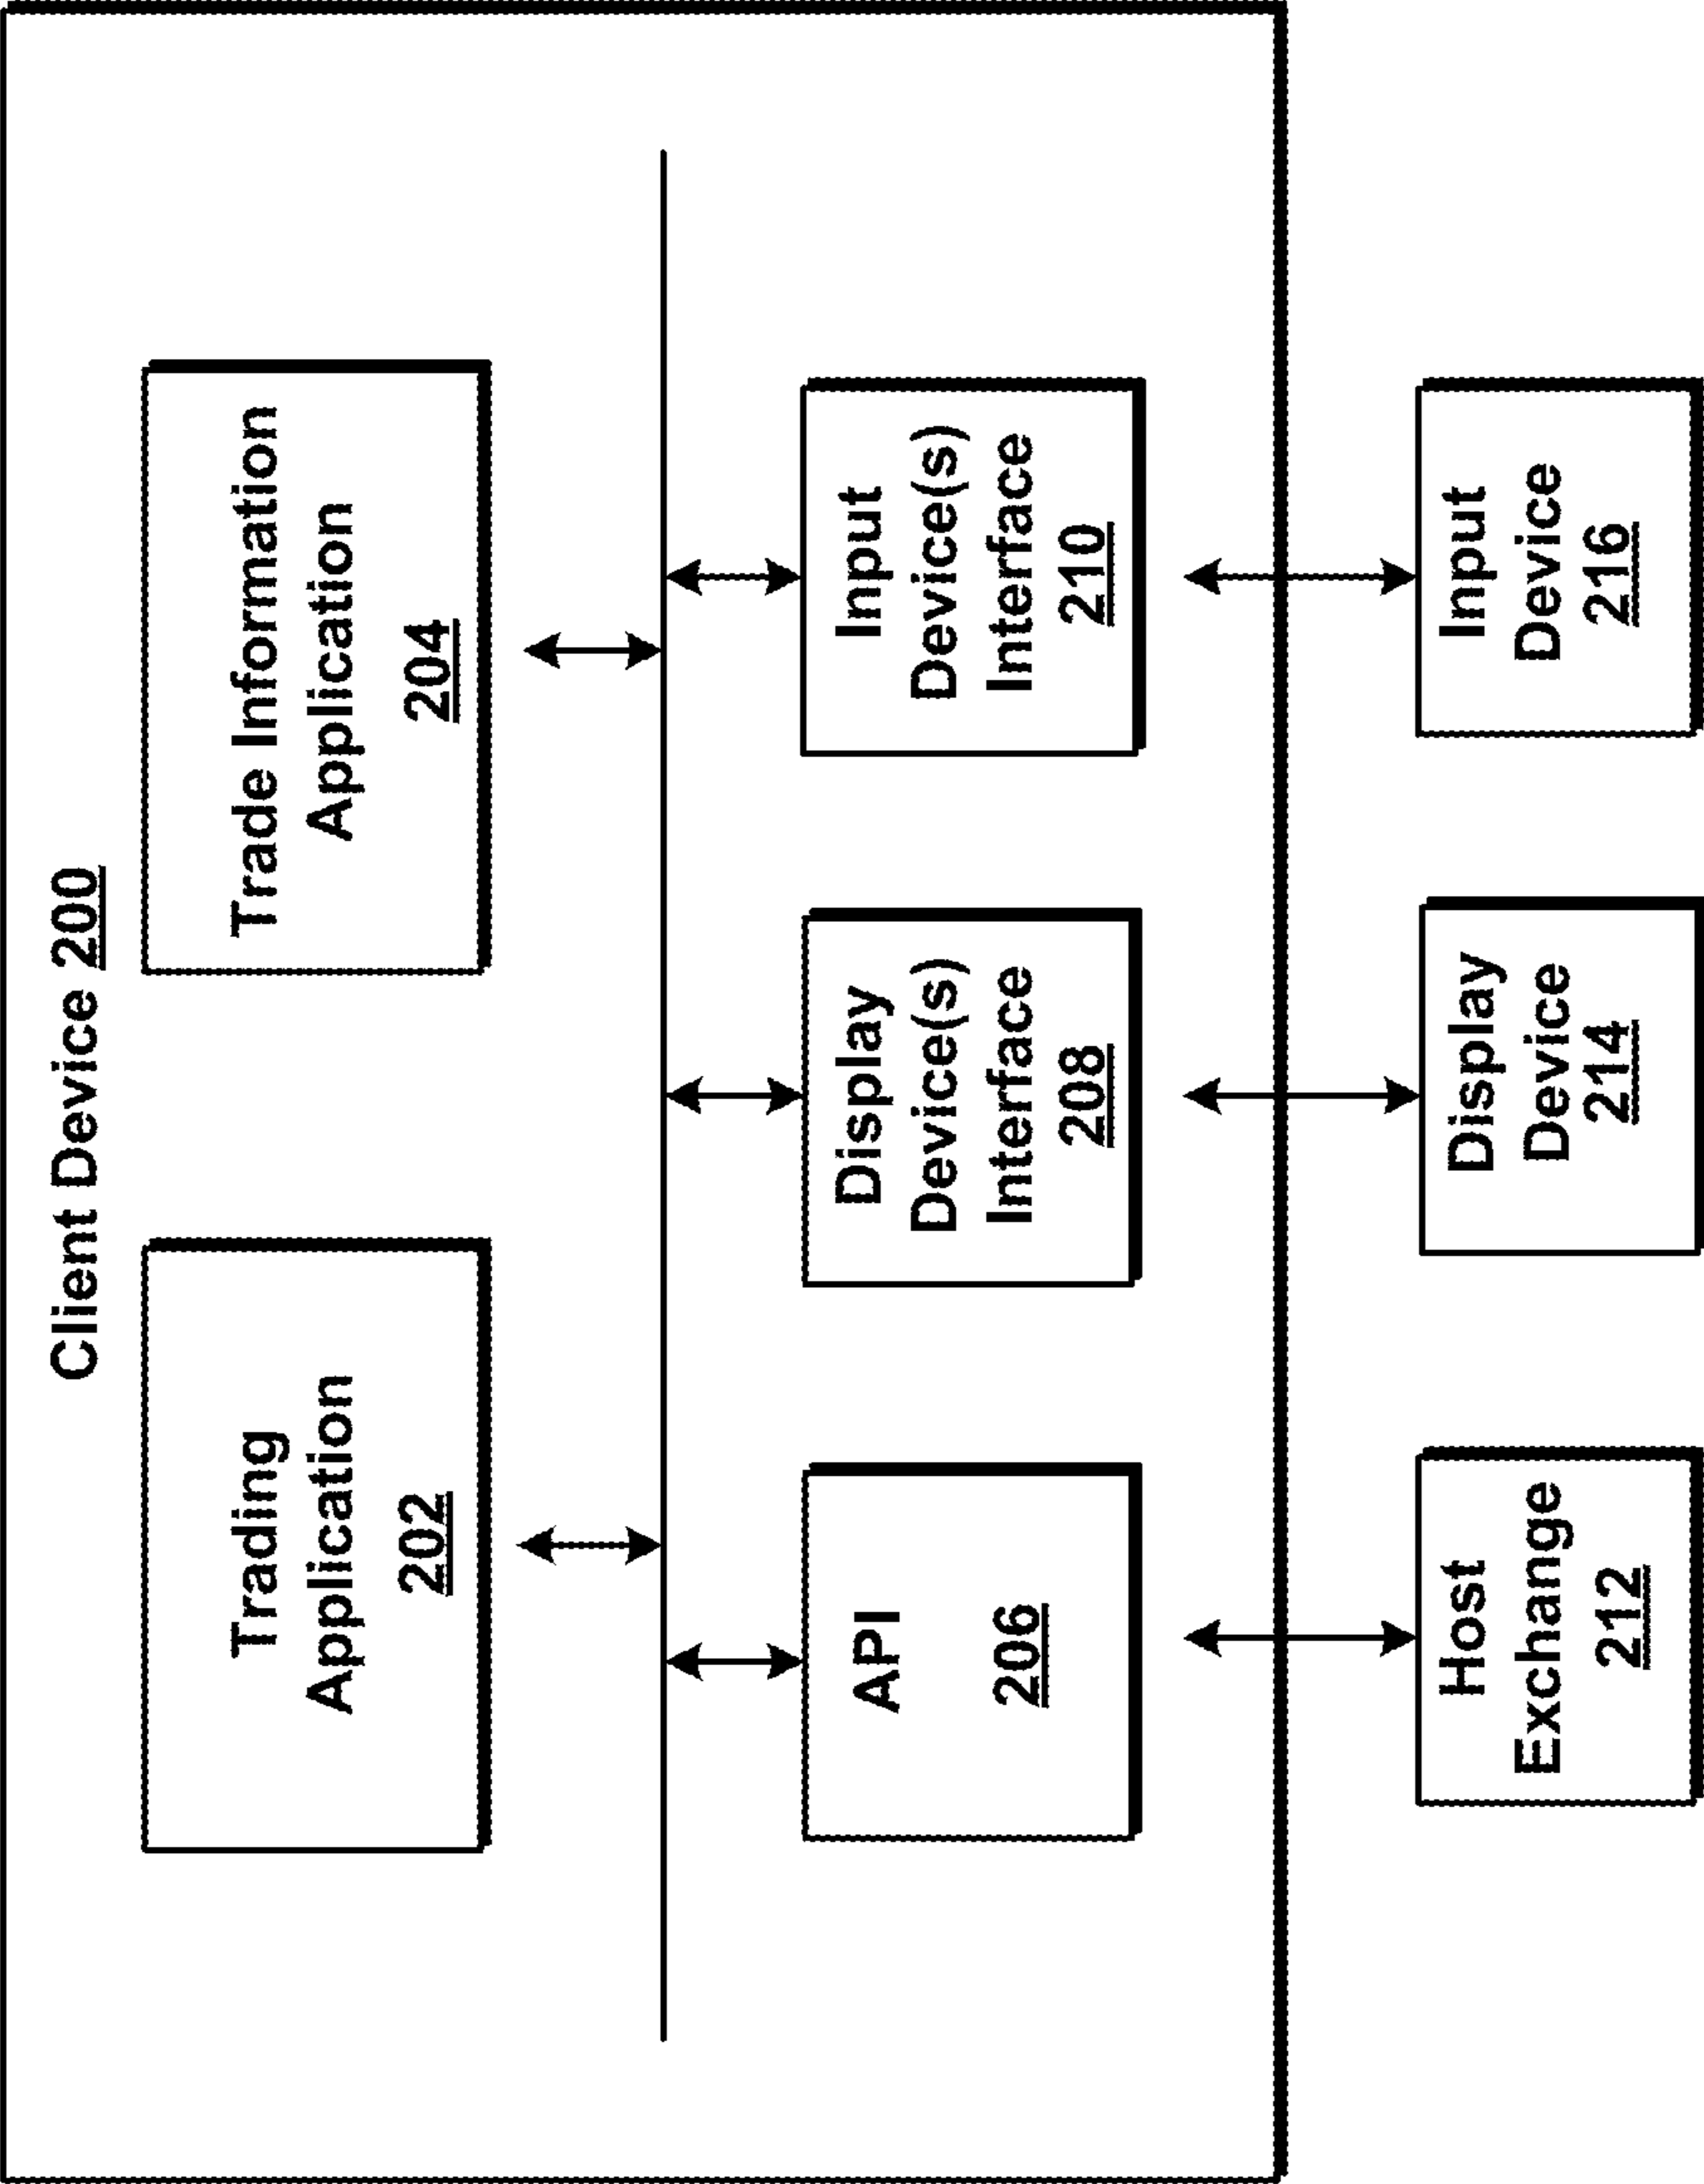 Client Device 200
Trading
Application
202
Trade Information
Application
204
API
206
Display
Device(s)
Interface
208
Input
Device(s)
Interface
210
Host
Exchange
212
Display
Device
214
Input
Device
216